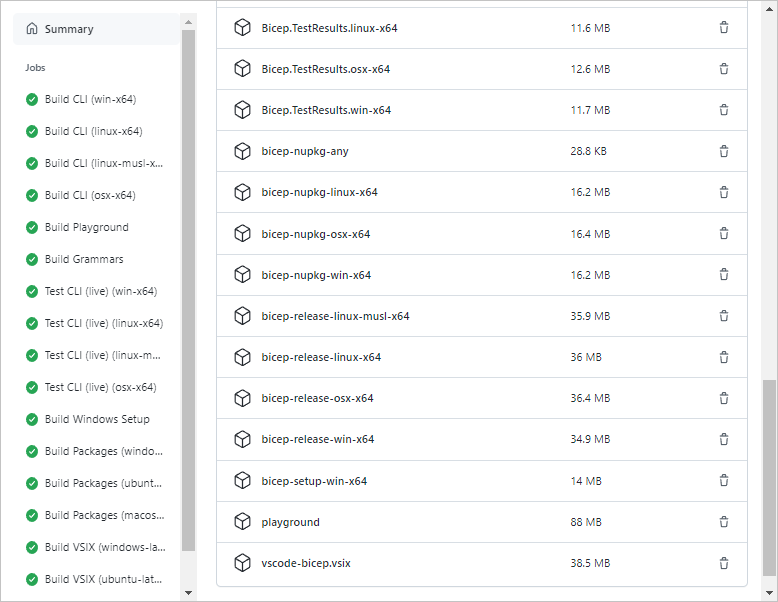 Summary
Jobs
Build CLI (win-x64)
Build CLI (linux-x64)
Build CLI (linux-musl-x...
Build CLI (osx-x64)
Build Playground
Build Grammars
Test CLI (live) (win-x64)
Test CLI (live) (linux-x64)
Test CLI (live) (linux-m...
Test CLI (live) (osx-x64)
Build Windows Setup
Build Packages (windo...
Build Packages (ubunt...
Build Packages (macos...
Build VSIX (windows-la...
Build VSIX (ubuntu-lat...
Bicep.TestResults.linux-x64 11.6 MB
Bicep.TestResults.osx-x64 12.6 MB
Bicep.TestResults.win-x64 11.7 MB
bicep-nupkg-any 28.8 KB
bicep-nupkg-linux-x64 16.2 MB
bicep-nupkg-osx-x64 16.4 MB
bicep-nupkg-win-x64 16.2 MB
bicep-release-linux-musl-x64 35.9 MB
bicep-release-linux-x64 36 MB
bicep-release-osx-x64 36.4 MB
bicep-release-win-x64 34.9 MB
bicep-setup-win-x64 14 MB
playground 88 MB
vscode-bicep.vsix 38.5 MB